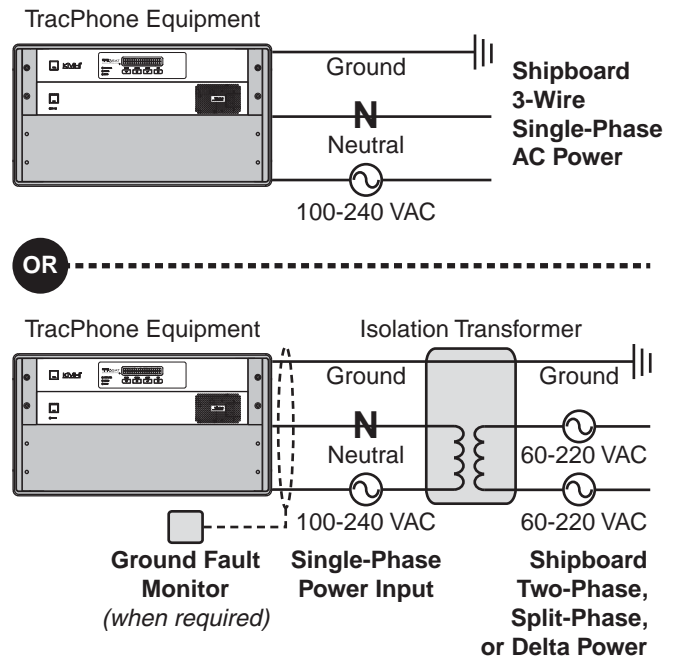 TracPhone Equipment
Ground
N
Neutral
100-240 VAC
Shipboard
3-Wire
Single-Phase
AC Power
OR
TracPhone Equipment
Isolation Transformer
Ground
Ground
N
Neutral
60-220 VAC
100-240 VAC
60-220 VAC
Ground Fault
Monitor
(when required)
Single-Phase
Power Input
Shipboard
Two-Phase,
Split-Phase,
or Delta Power